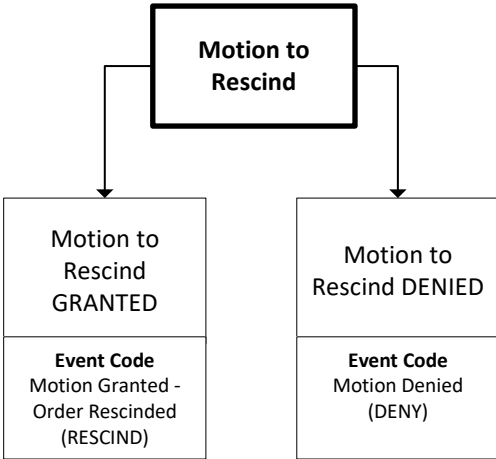 Motion to
Rescind
Motion to
Rescind
GRANTED
Event Code
Motion Granted -
Order Rescinded
(RESCIND)
Motion to
Rescind DENIED
Event Code
Motion Denied
(DENY)